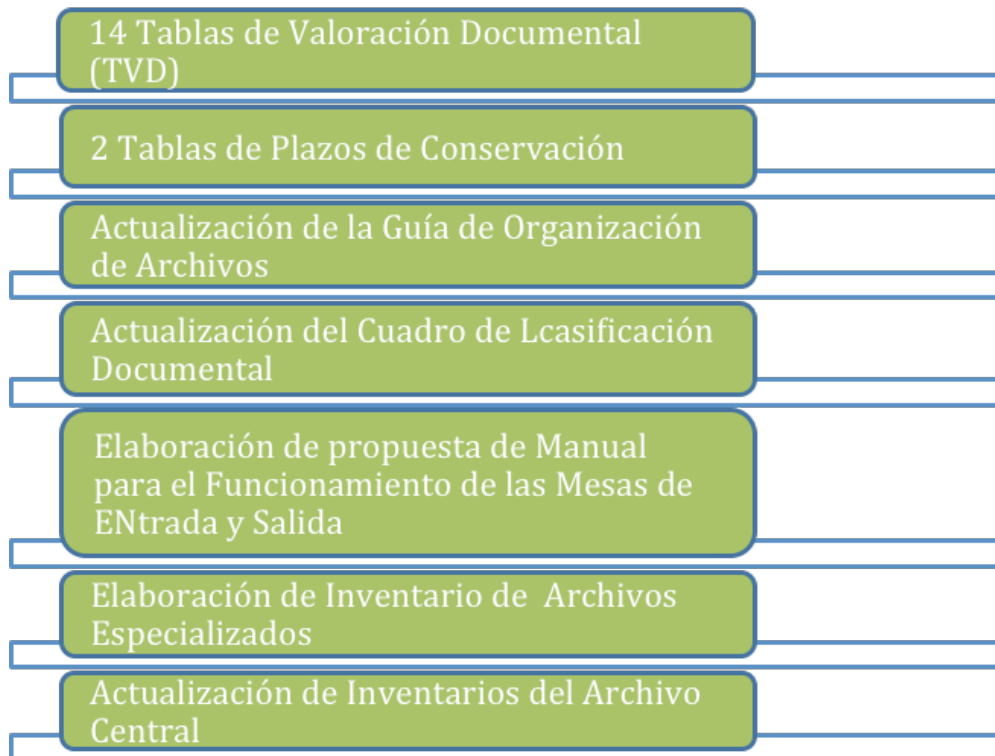 14 Tablas de Valoración Documental
(TVD)
2 Tablas de Plazos de Conservación
Actualización de la Guía de Organización
de Archivos
Actualización del Cuadro de Lcasificación
Documental
Elaboración de propuesta de Manual
para el Funcionamiento de las Mesas de
ENtrada y Salida
Elaboración de Inventario de  Archivos
Especializados
Actualización de Inventarios del Archivo
Central